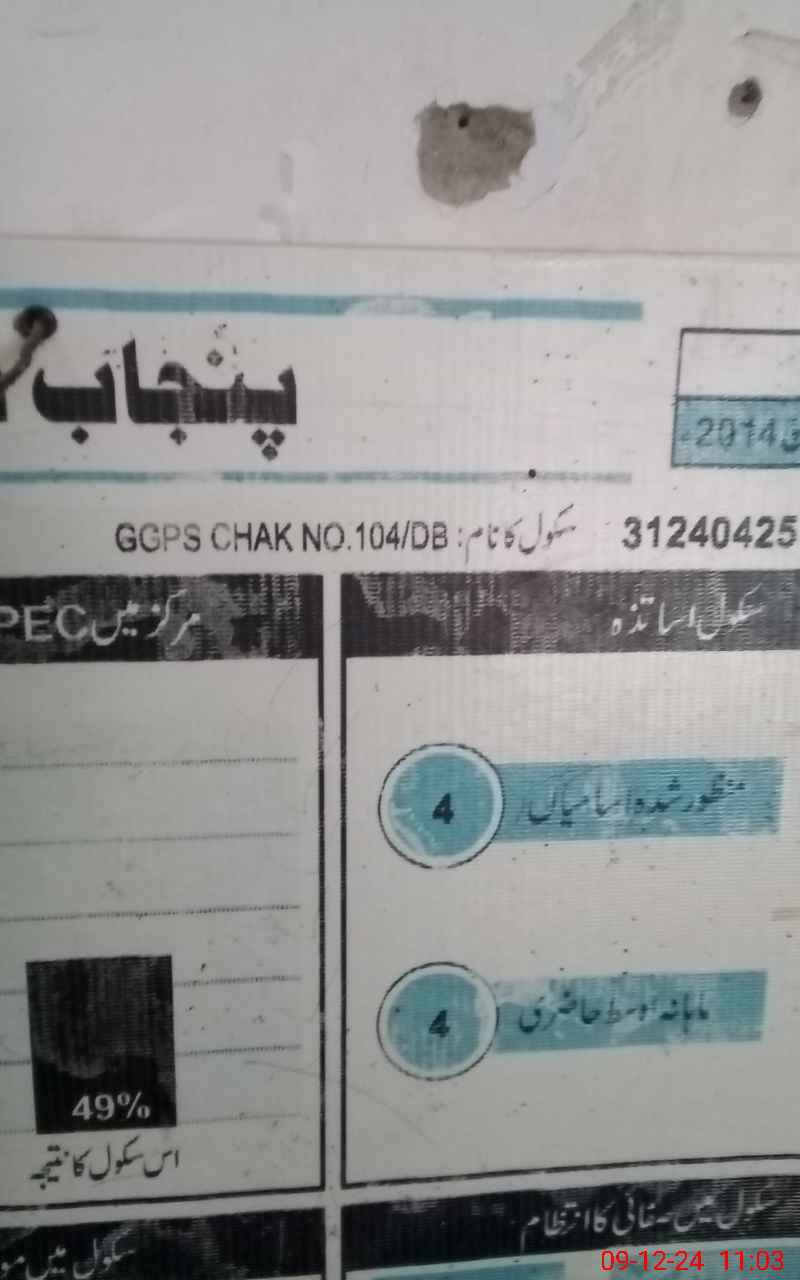 پنجاب
2014
31240425 سکول کا نام: GGPS CHAK NO.104/DB
سکول اساتذہ
منظور شدہ اسامیاں
4
ماہانہ اوسط حاضری
4
مرکز میں PEC
49%
اس سکول کا نتیجہ
سکول میں صفائی کا انتظام
سکول میں
09-12-24 11:03